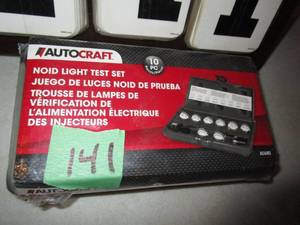 AUTOCRAFT
10
PC
NOID LIGHT TEST SET
JUEGO DE LUCES NOID DE PRUEBA
TROUSSE DE LAMPES DE
VÉRIFICATION DE
L'ALIMENTATION ÉLECTRIQUE
DES INJECTEURS
141
AUTOCRAFT